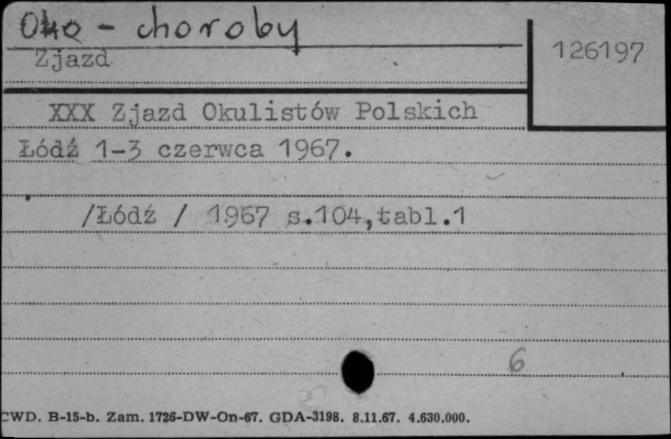 Oko - choroby
126197
Zjazd
XXX Zjazd Okulistów Polskich
Łódź 1-3 czerwca 1967.
/Łódź / 1967 s.104,tabl.1
6
CWD. B-15-b. Zam. 1726-DW-On-67. GDA-3198. 8.11.67. 4.630.000.